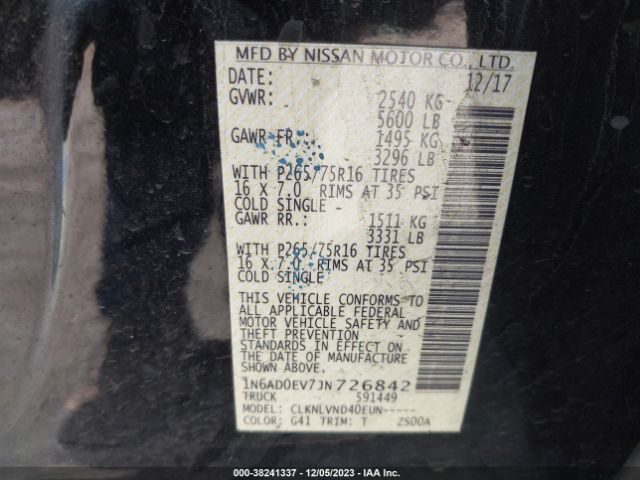 MFD BY NISSAN MOTOR CO., LTD.
DATE: 12/17
GVWR: 2540 KG
5600 LB
GAWR FR.: 1495 KG
3296 LB
WITH P265/75R16 TIRES
16 X 7.0 RIMS AT 35 PSI
COLD SINGLE -
GAWR RR.: 1511 KG
3331 LB
WITH P265/75R16 TIRES
16 X 7.0 RIMS AT 35 PSI
COLD SINGLE
THIS VEHICLE CONFORMS TO
ALL APPLICABLE FEDERAL
MOTOR VEHICLE SAFETY AND
THEFT PREVENTION
STANDARDS IN EFFECT ON
THE DATE OF MANUFACTURE
SHOWN ABOVE.
1N6AD0EV7JN726842
TRUCK 591449
MODEL: CLKNLVND40EUN-----
COLOR: G41 TRIM: T ZS00A
000-38241337 - 12/05/2023 - IAA Inc.